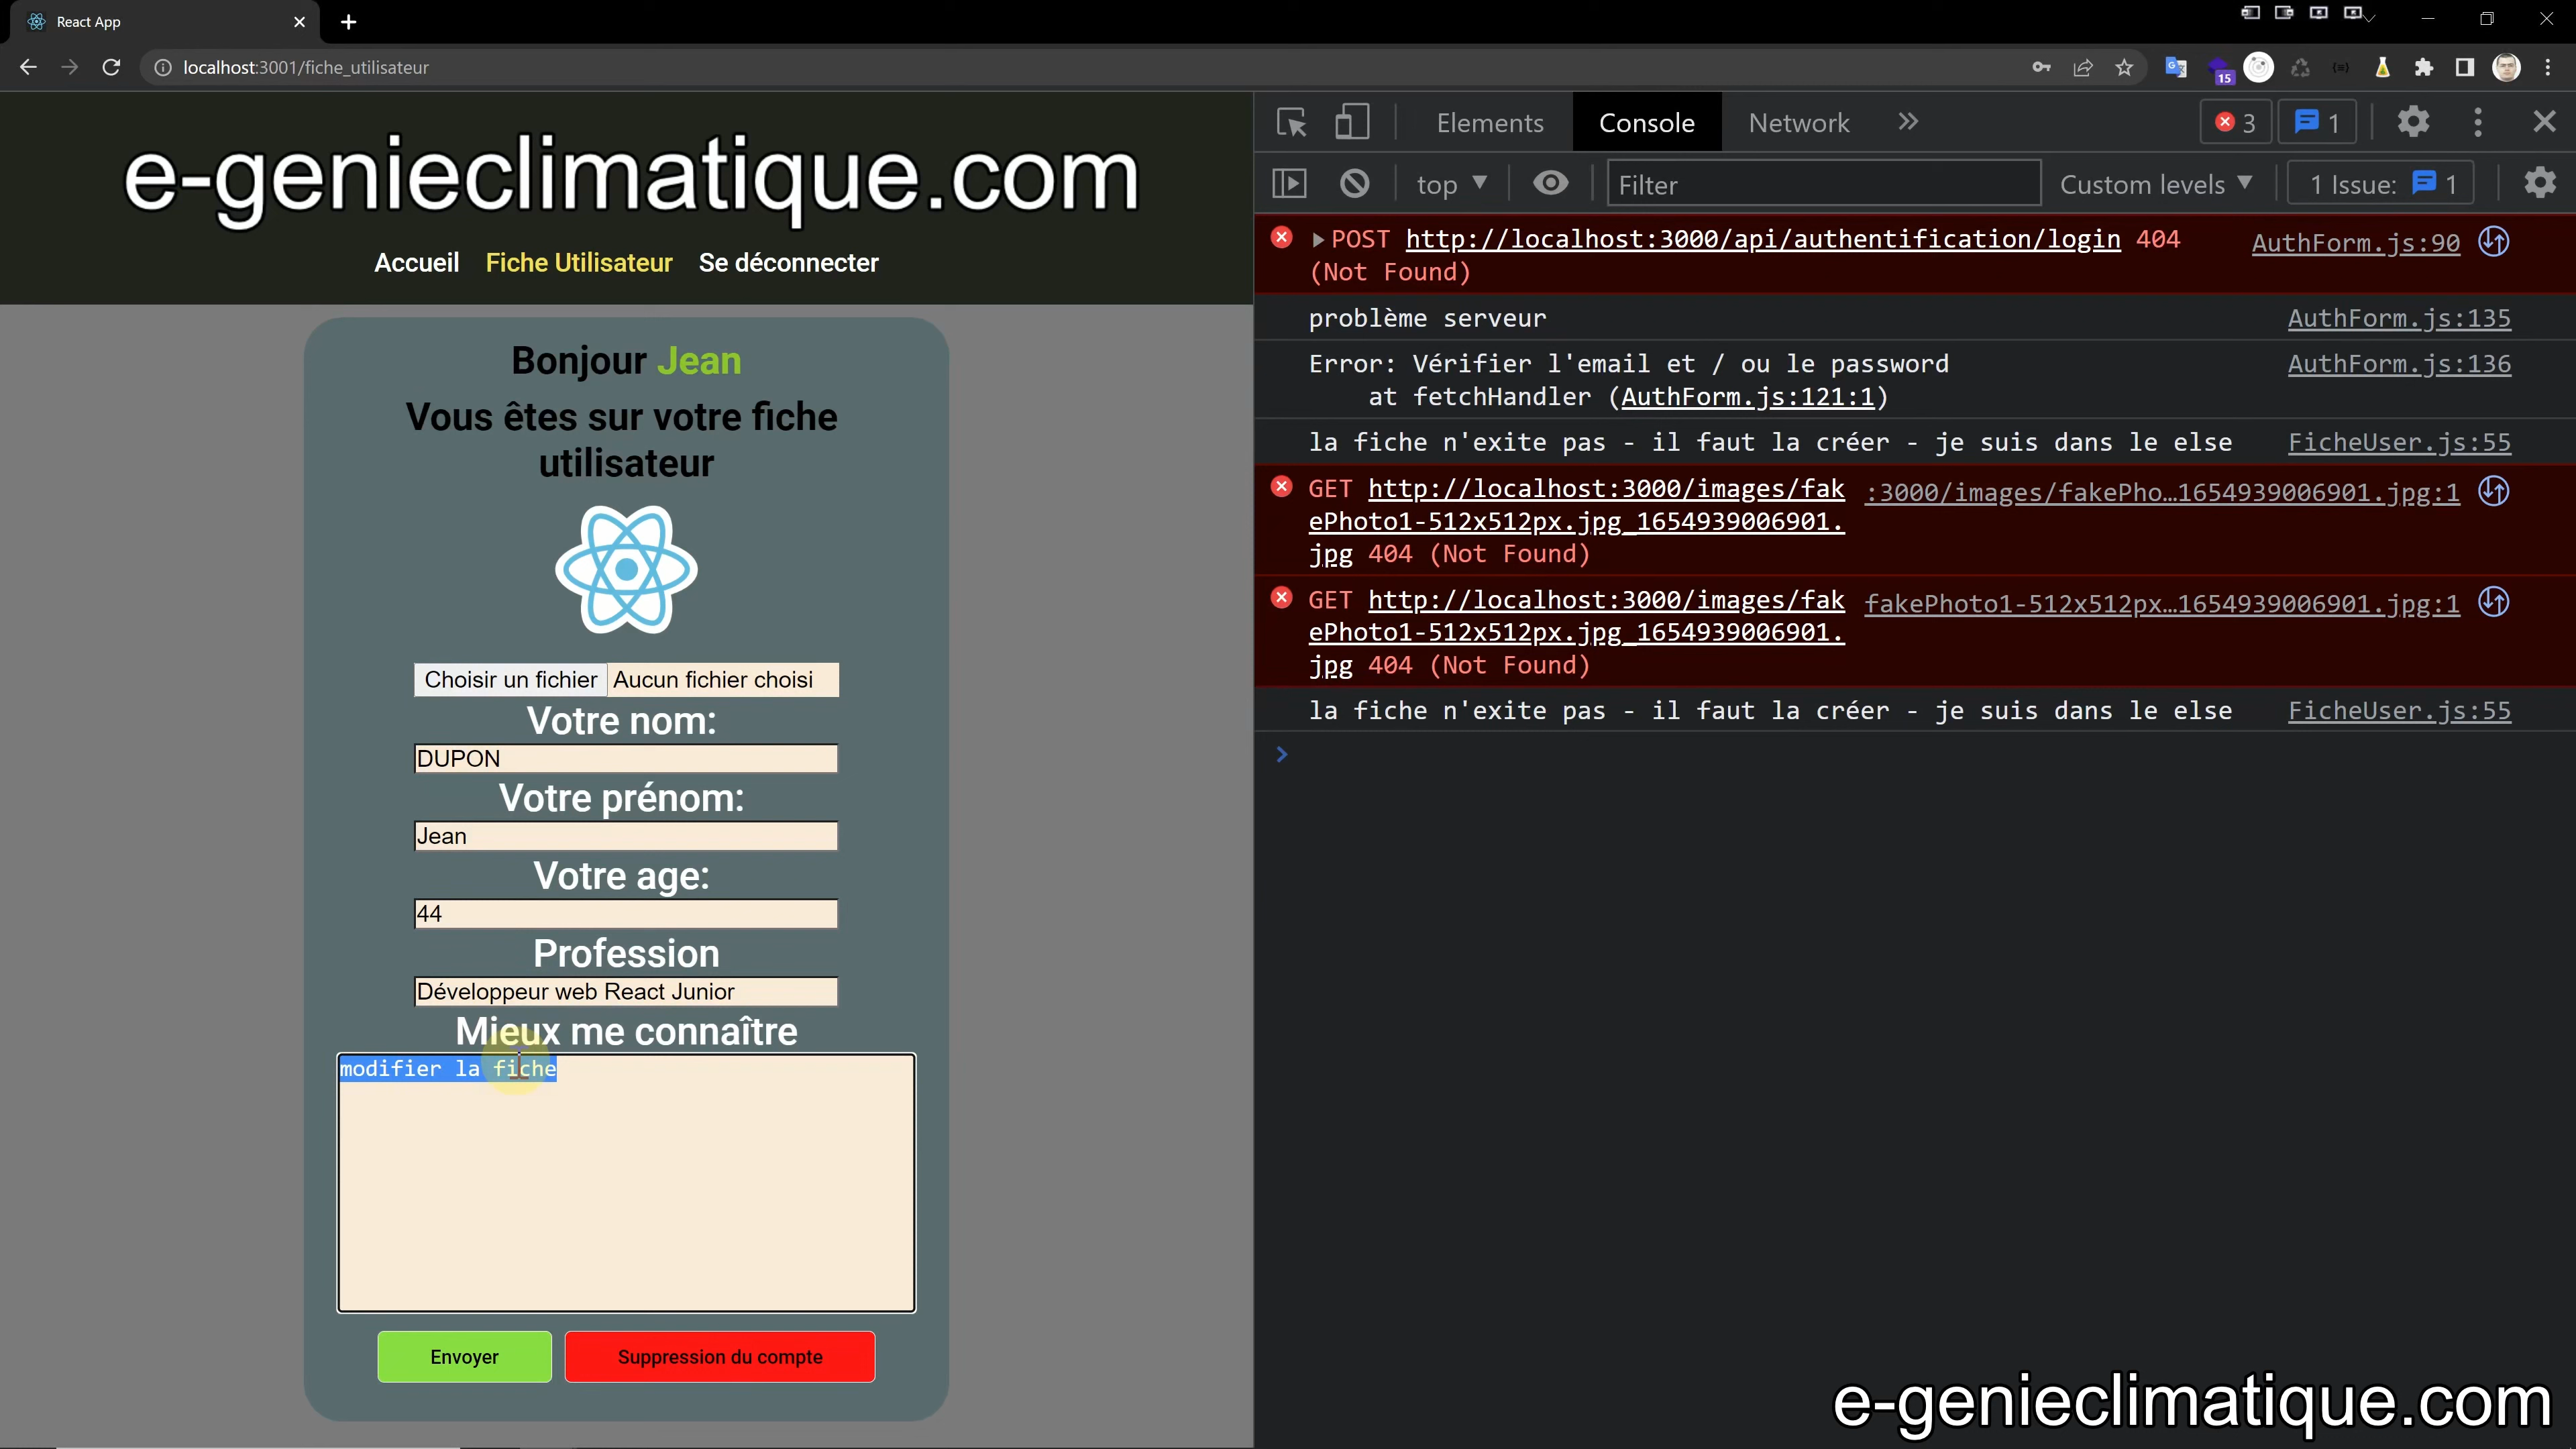 React App
localhost:3001/fiche_utilisateur
15
e-genieclimatique.com
Accueil Fiche Utilisateur Se déconnecter
Bonjour Jean
Vous êtes sur votre fiche
utilisateur
Choisir un fichier Aucun fichier choisi
Votre nom:
DUPON
Votre prénom:
Jean
Votre age:
44
Profession
Développeur web React Junior
Mieux me connaître
modifier la fiche
Envoyer Suppression du compte
Elements Console Network 3 1
top Filter Custom levels 1 Issue: 1
POST http://localhost:3000/api/authentification/login 404 AuthForm.js:90
(Not Found)
problème serveur AuthForm.js:135
Error: Vérifier l'email et / ou le password AuthForm.js:136
at fetchHandler (AuthForm.js:121:1)
la fiche n'exite pas - il faut la créer - je suis dans le else FicheUser.js:55
GET http://localhost:3000/images/fak :3000/images/fakePho…1654939006901.jpg:1
ePhoto1-512x512px.jpg_1654939006901.
jpg 404 (Not Found)
GET http://localhost:3000/images/fak fakePhoto1-512x512px…1654939006901.jpg:1
ePhoto1-512x512px.jpg_1654939006901.
jpg 404 (Not Found)
la fiche n'exite pas - il faut la créer - je suis dans le else FicheUser.js:55
e-genieclimatique.com